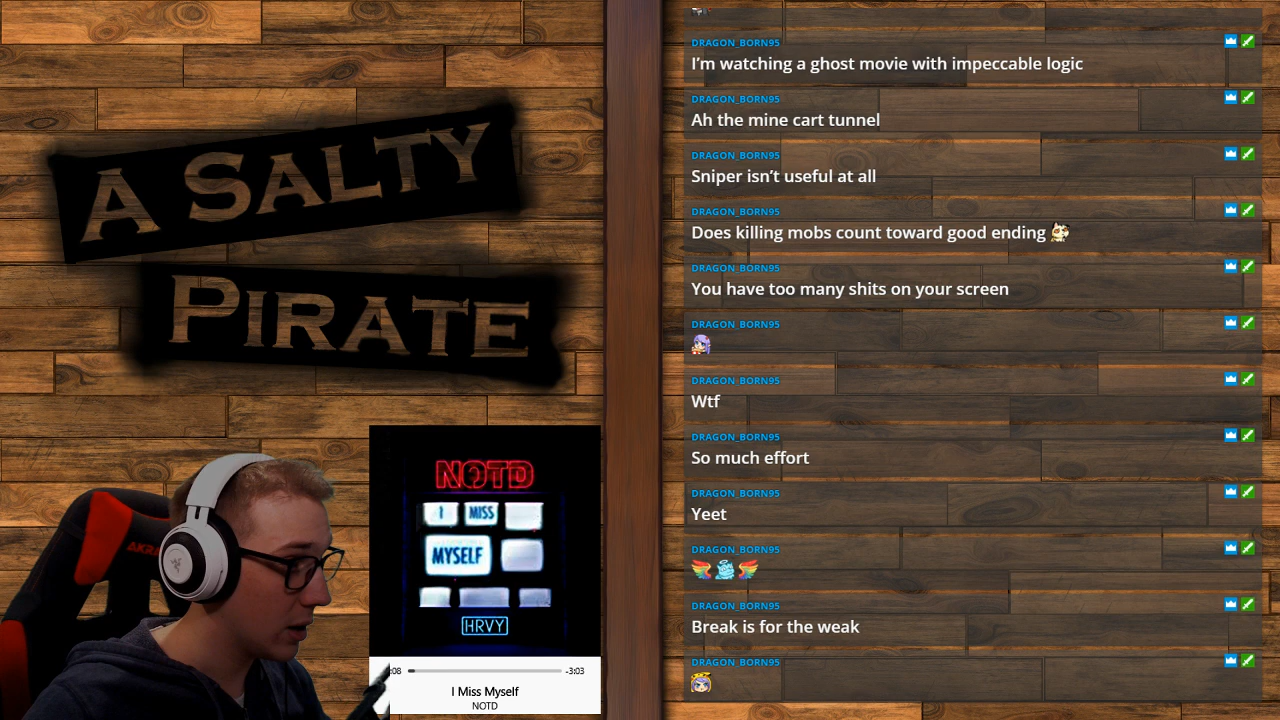 A SALTY
PIRATE
AKRA
NOTD
I MISS
MYSELF
HRVY
:08 -3:03
I Miss Myself
NOTD
DRAGON_BORN95
I’m watching a ghost movie with impeccable logic
DRAGON_BORN95
Ah the mine cart tunnel
DRAGON_BORN95
Sniper isn’t useful at all
DRAGON_BORN95
Does killing mobs count toward good ending
DRAGON_BORN95
You have too many shits on your screen
DRAGON_BORN95
DRAGON_BORN95
Wtf
DRAGON_BORN95
So much effort
DRAGON_BORN95
Yeet
DRAGON_BORN95
DRAGON_BORN95
Break is for the weak
DRAGON_BORN95